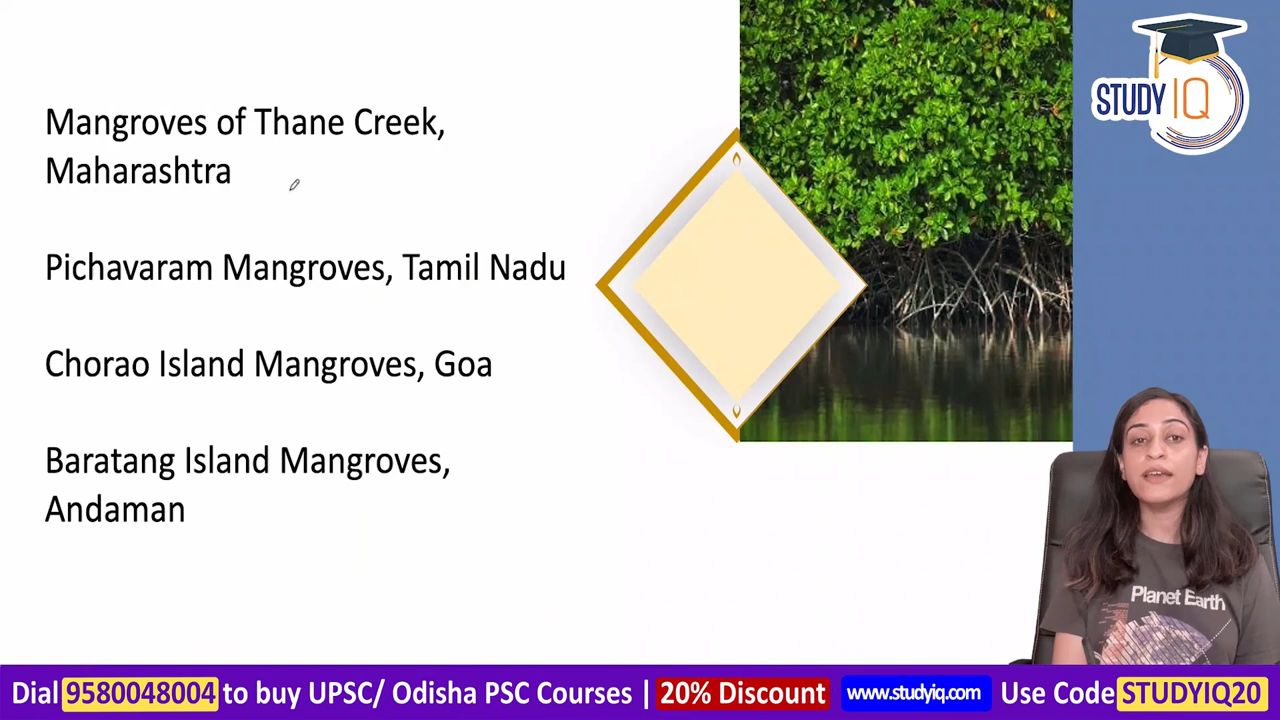 Mangroves of Thane Creek,
Maharashtra
Pichavaram Mangroves, Tamil Nadu
Chorao Island Mangroves, Goa
Baratang Island Mangroves,
Andaman
STUDY IQ
Planet Earth
Dial 9580048004 to buy UPSC/ Odisha PSC Courses | 20% Discount www.studyiq.com Use Code STUDYIQ20